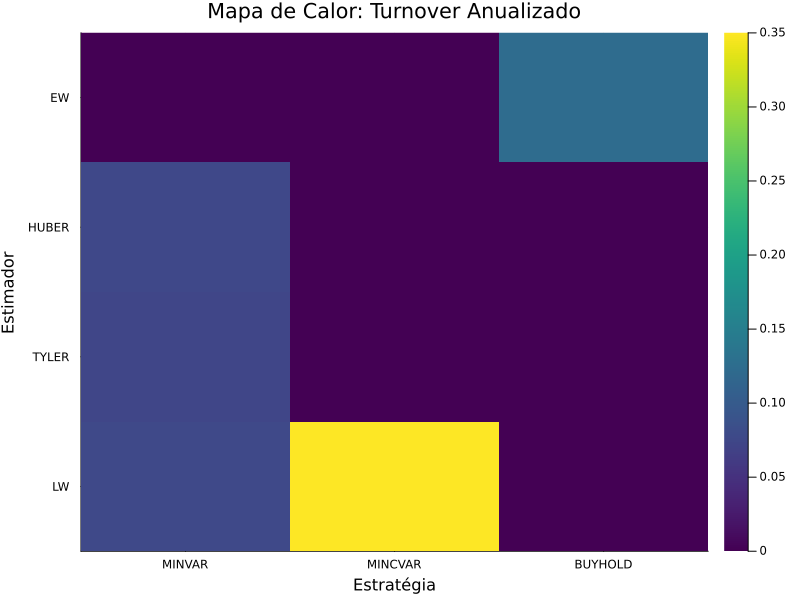 Mapa de Calor: Turnover Anualizado
Estimador
EW
HUBER
TYLER
LW
MINVAR
MINCVAR
BUYHOLD
Estratégia
0.35
0.30
0.25
0.20
0.15
0.10
0.05
0